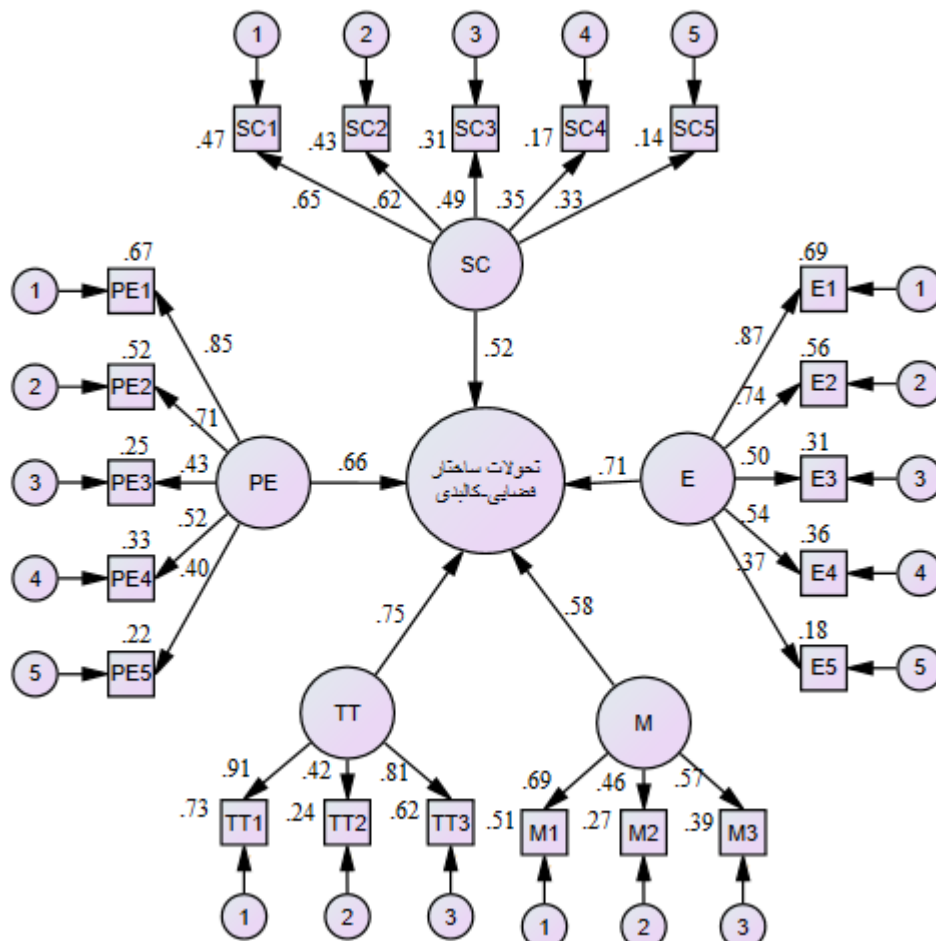 1 2 3 4 5
SC1 SC2 SC3 SC4 SC5
.47 .43 .31 .17 .14
.65 .62 .49 .35 .33
SC
.52
.67
1 PE1
.85
.52
2 PE2
.71
.25
3 PE3
.43
.52
.33
4 PE4
.40
.22
5 PE5
PE
.66
تحولات ساختار
فضایی-کالبدی
.71
E
.69
E1 1
.87
.56
E2 2
.74
.50
.31
E3 3
.54
.36
E4 4
.37
.18
E5 5
.75
.58
TT
M
.91 .42 .81
.73 .24 .62
TT1 TT2 TT3
1 2 3
.69 .46 .57
.51 .27 .39
M1 M2 M3
1 2 3